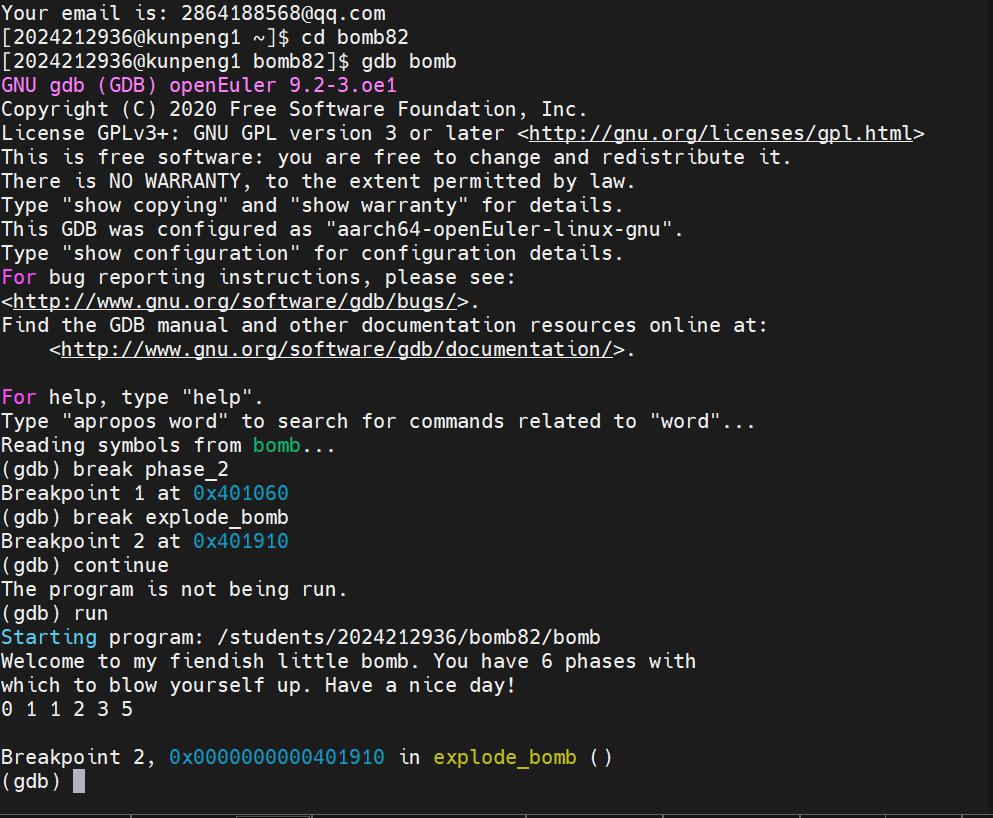 Your email is: 2864188568@qq.com
[2024212936@kunpeng1 ~]$ cd bomb82
[2024212936@kunpeng1 bomb82]$ gdb bomb
GNU gdb (GDB) openEuler 9.2-3.oe1
Copyright (C) 2020 Free Software Foundation, Inc.
License GPLv3+: GNU GPL version 3 or later <http://gnu.org/licenses/gpl.html>
This is free software: you are free to change and redistribute it.
There is NO WARRANTY, to the extent permitted by law.
Type "show copying" and "show warranty" for details.
This GDB was configured as "aarch64-openEuler-linux-gnu".
Type "show configuration" for configuration details.
For bug reporting instructions, please see:
<http://www.gnu.org/software/gdb/bugs/>.
Find the GDB manual and other documentation resources online at:
    <http://www.gnu.org/software/gdb/documentation/>.

For help, type "help".
Type "apropos word" to search for commands related to "word"...
Reading symbols from bomb...
(gdb) break phase_2
Breakpoint 1 at 0x401060
(gdb) break explode_bomb
Breakpoint 2 at 0x401910
(gdb) continue
The program is not being run.
(gdb) run
Starting program: /students/2024212936/bomb82/bomb
Welcome to my fiendish little bomb. You have 6 phases with
which to blow yourself up. Have a nice day!
0 1 1 2 3 5

Breakpoint 2, 0x0000000000401910 in explode_bomb ()
(gdb)